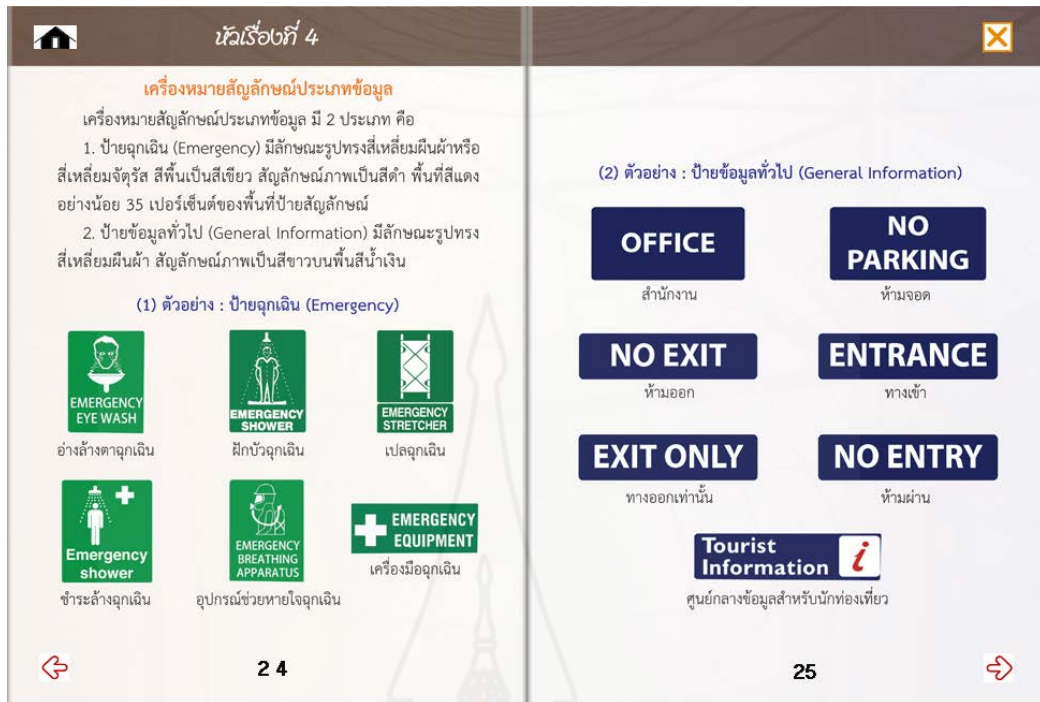 หัวเรื่องที่ 4
เครื่องหมายสัญลักษณ์ประเภทข้อมูล
เครื่องหมายสัญลักษณ์ประเภทข้อมูล มี 2 ประเภท คือ
1. ป้ายฉุกเฉิน (Emergency) มีลักษณะรูปทรงสี่เหลี่ยมผืนผ้าหรือ
สี่เหลี่ยมจัตุรัส สีพื้นเป็นสีเขียว สัญลักษณ์ภาพเป็นสีดำ พื้นที่สีแดง
อย่างน้อย 35 เปอร์เซ็นต์ของพื้นที่ป้ายสัญลักษณ์
2. ป้ายข้อมูลทั่วไป (General Information) มีลักษณะรูปทรง
สี่เหลี่ยมผืนผ้า สัญลักษณ์ภาพเป็นสีขาวบนพื้นสีน้ำเงิน
(1) ตัวอย่าง : ป้ายฉุกเฉิน (Emergency)
EMERGENCY
EYE WASH
อ่างล้างตาฉุกเฉิน
EMERGENCY
SHOWER
ฝักบัวฉุกเฉิน
EMERGENCY
STRETCHER
เปลฉุกเฉิน
Emergency
shower
ชำระล้างฉุกเฉิน
EMERGENCY
BREATHING
APPARATUS
อุปกรณ์ช่วยหายใจฉุกเฉิน
EMERGENCY
EQUIPMENT
เครื่องมือฉุกเฉิน
24
(2) ตัวอย่าง : ป้ายข้อมูลทั่วไป (General Information)
OFFICE
สำนักงาน
NO
PARKING
ห้ามจอด
NO EXIT
ห้ามออก
ENTRANCE
ทางเข้า
EXIT ONLY
ทางออกเท่านั้น
NO ENTRY
ห้ามผ่าน
Tourist
Information i
ศูนย์กลางข้อมูลสำหรับนักท่องเที่ยว
25